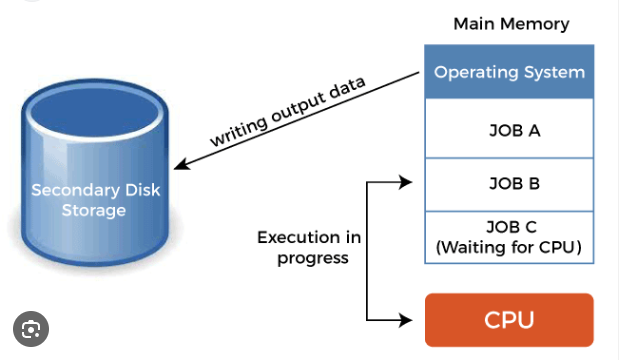 Main Memory
Operating System
writing output data
JOB A
Secondary Disk
Storage
JOB B
JOB C
(Waiting for CPU)
Execution in
progress
CPU